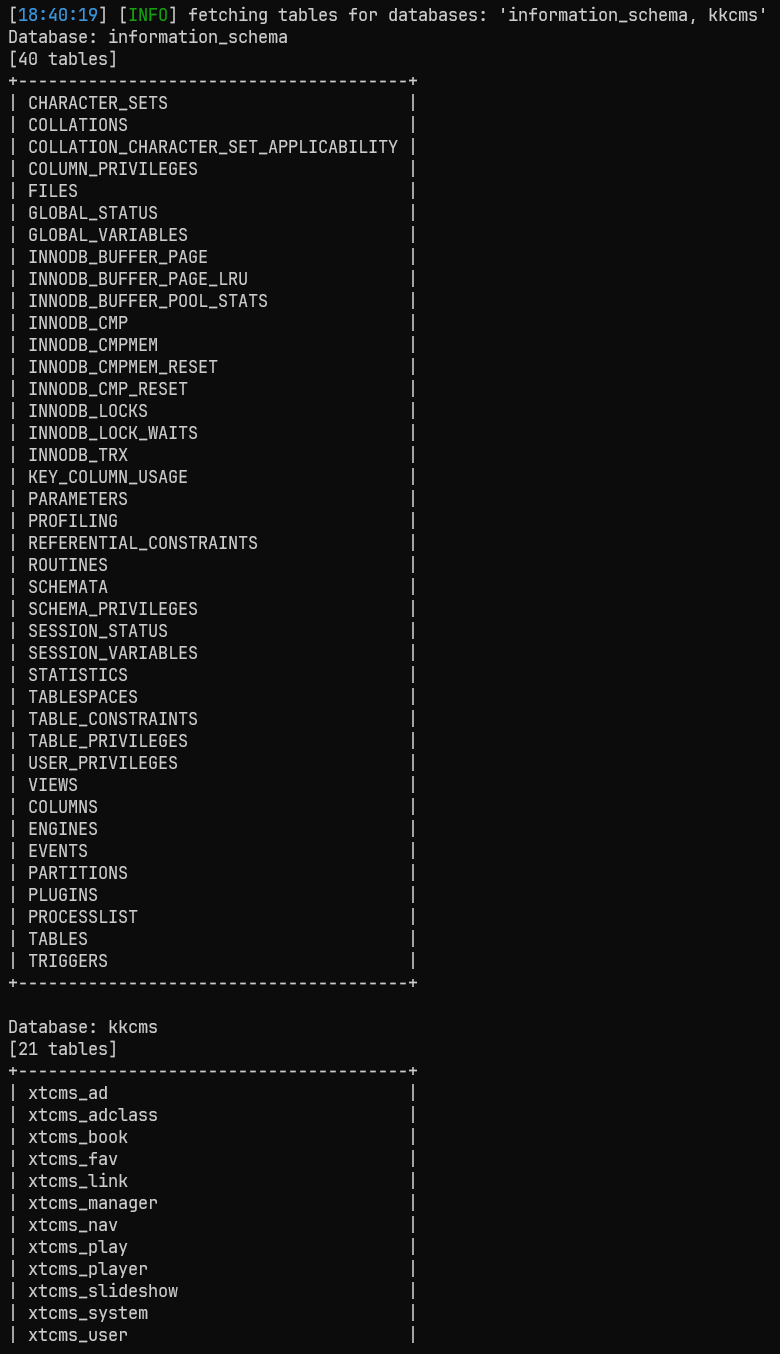 [18:40:19] [INFO] fetching tables for databases: 'information_schema, kkcms'
Database: information_schema
[40 tables]
+---------------------------------------+
| CHARACTER_SETS                        |
| COLLATIONS                            |
| COLLATION_CHARACTER_SET_APPLICABILITY |
| COLUMN_PRIVILEGES                     |
| FILES                                 |
| GLOBAL_STATUS                         |
| GLOBAL_VARIABLES                      |
| INNODB_BUFFER_PAGE                    |
| INNODB_BUFFER_PAGE_LRU                |
| INNODB_BUFFER_POOL_STATS              |
| INNODB_CMP                            |
| INNODB_CMPMEM                         |
| INNODB_CMPMEM_RESET                   |
| INNODB_CMP_RESET                      |
| INNODB_LOCKS                          |
| INNODB_LOCK_WAITS                     |
| INNODB_TRX                            |
| KEY_COLUMN_USAGE                      |
| PARAMETERS                            |
| PROFILING                             |
| REFERENTIAL_CONSTRAINTS               |
| ROUTINES                              |
| SCHEMATA                              |
| SCHEMA_PRIVILEGES                     |
| SESSION_STATUS                        |
| SESSION_VARIABLES                     |
| STATISTICS                            |
| TABLESPACES                           |
| TABLE_CONSTRAINTS                     |
| TABLE_PRIVILEGES                      |
| USER_PRIVILEGES                       |
| VIEWS                                 |
| COLUMNS                               |
| ENGINES                               |
| EVENTS                                |
| PARTITIONS                            |
| PLUGINS                               |
| PROCESSLIST                           |
| TABLES                                |
| TRIGGERS                              |
+---------------------------------------+

Database: kkcms
[21 tables]
+---------------------------------------+
| xtcms_ad                              |
| xtcms_adclass                         |
| xtcms_book                            |
| xtcms_fav                             |
| xtcms_link                            |
| xtcms_manager                         |
| xtcms_nav                             |
| xtcms_play                            |
| xtcms_player                          |
| xtcms_slideshow                       |
| xtcms_system                          |
| xtcms_user                            |